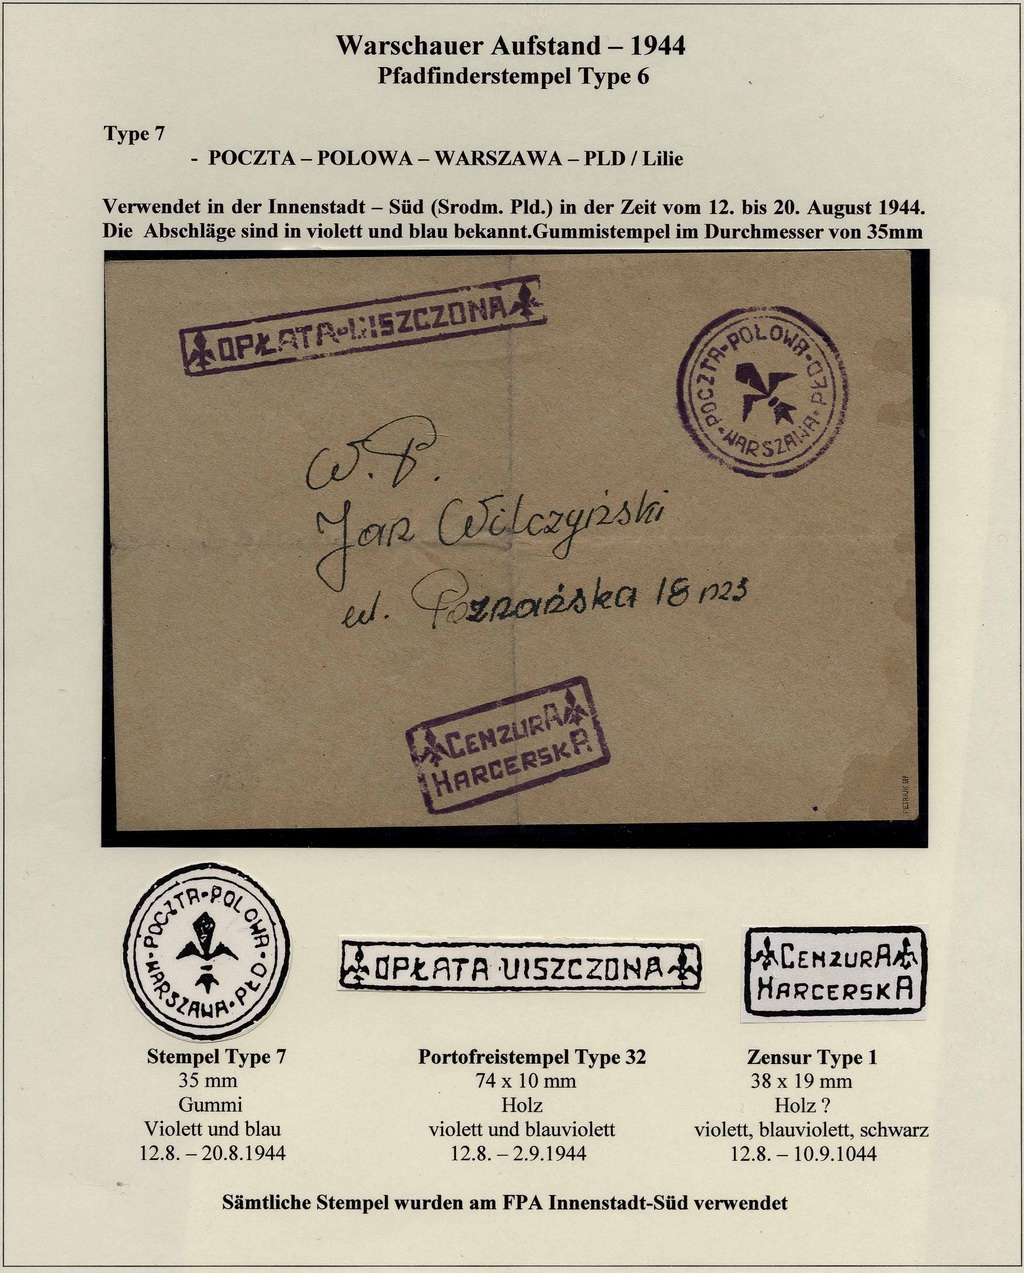 Warschauer Aufstand – 1944
Pfadfinderstempel Type 6
Type 7
- POCZTA – POLOWA – WARSZAWA – PLD / Lilie
Verwendet in der Innenstadt – Süd (Srodm. Pld.) in der Zeit vom 12. bis 20. August 1944.
Die Abschläge sind in violett und blau bekannt.Gummistempel im Durchmesser von 35mm
OPŁATA-UISZCZONA
POCZTA-POŁOWA-PŁD-WARSZAWA
W.P.
Jan Wilczyński
ul. Poznańska 18 m23
CENZURA
HARCERSKA
POCZTA-POLOWA-WARSZAWA-PŁD
OPŁATA UISZCZONA
CENZURA
HARCERSKA
Stempel Type 7
35 mm
Gummi
Violett und blau
12.8. – 20.8.1944
Portofreistempel Type 32
74 x 10 mm
Holz
violett und blauviolett
12.8. – 2.9.1944
Zensur Type 1
38 x 19 mm
Holz ?
violett, blauviolett, schwarz
12.8. – 10.9.1044
Sämtliche Stempel wurden am FPA Innenstadt-Süd verwendet